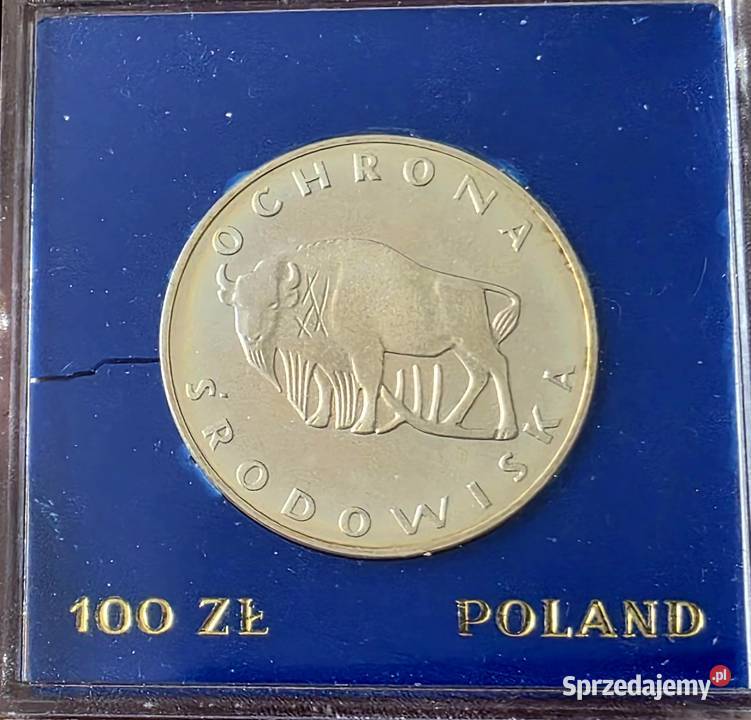 OCHRONA
ŚRODOWISKA
100 ZŁ
POLAND
Sprzedajemy.pl